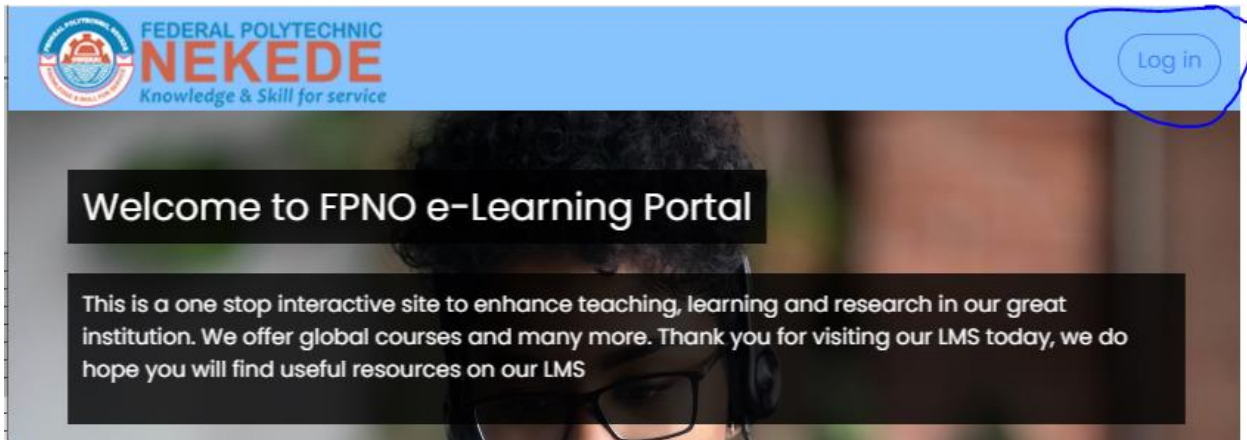 FEDERAL POLYTECHNIC
NEKEDE
Knowledge & Skill for service
Log in
Welcome to FPNO e-Learning Portal
This is a one stop interactive site to enhance teaching, learning and research in our great
institution. We offer global courses and many more. Thank you for visiting our LMS today, we do
hope you will find useful resources on our LMS